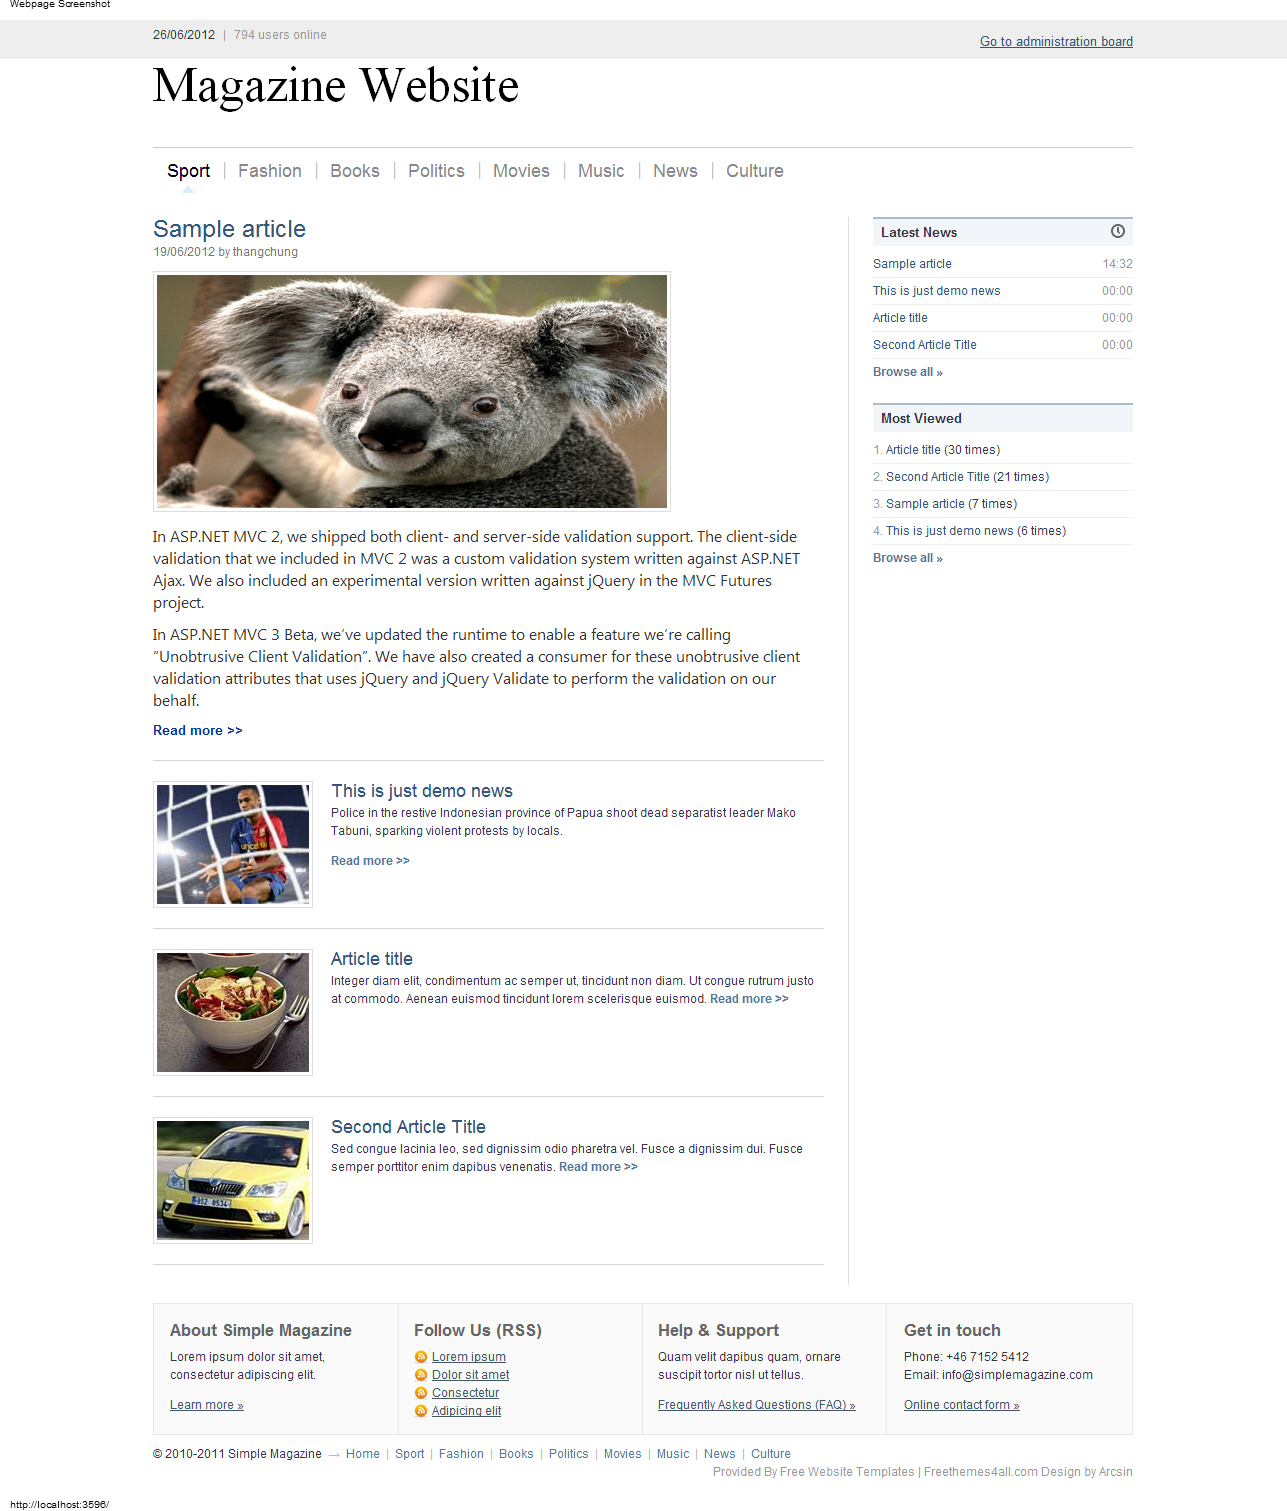 Webpage Screenshot
26/06/2012 | 794 users online
Go to administration board
Magazine Website
Sport | Fashion | Books | Politics | Movies | Music | News | Culture
Sample article
19/06/2012 by thangchung
In ASP.NET MVC 2, we shipped both client- and server-side validation support. The client-side
validation that we included in MVC 2 was a custom validation system written against ASP.NET
Ajax. We also included an experimental version written against jQuery in the MVC Futures
project.
In ASP.NET MVC 3 Beta, we’ve updated the runtime to enable a feature we’re calling
“Unobtrusive Client Validation”. We have also created a consumer for these unobtrusive client
validation attributes that uses jQuery and jQuery Validate to perform the validation on our
behalf.
Read more >>
unicef
This is just demo news
Police in the restive Indonesian province of Papua shoot dead separatist leader Mako
Tabuni, sparking violent protests by locals.
Read more >>
Article title
Integer diam elit, condimentum ac semper ut, tincidunt non diam. Ut congue rutrum justo
at commodo. Aenean euismod tincidunt lorem scelerisque euismod. Read more >>
Second Article Title
Sed congue lacinia leo, sed dignissim odio pharetra vel. Fusce a dignissim dui. Fusce
semper porttitor enim dapibus venenatis. Read more >>
Latest News
Sample article 14:32
This is just demo news 00:00
Article title 00:00
Second Article Title 00:00
Browse all »
Most Viewed
1. Article title (30 times)
2. Second Article Title (21 times)
3. Sample article (7 times)
4. This is just demo news (6 times)
Browse all »
About Simple Magazine
Lorem ipsum dolor sit amet,
consectetur adipiscing elit.
Learn more »
Follow Us (RSS)
Lorem ipsum
Dolor sit amet
Consectetur
Adipicing elit
Help & Support
Quam velit dapibus quam, ornare
suscipit tortor nisl ut tellus.
Frequently Asked Questions (FAQ) »
Get in touch
Phone: +46 7152 5412
Email: info@simplemagazine.com
Online contact form »
© 2010-2011 Simple Magazine → Home | Sport | Fashion | Books | Politics | Movies | Music | News | Culture
Provided By Free Website Templates | Freethemes4all.com Design by Arcsin
http://localhost:3596/